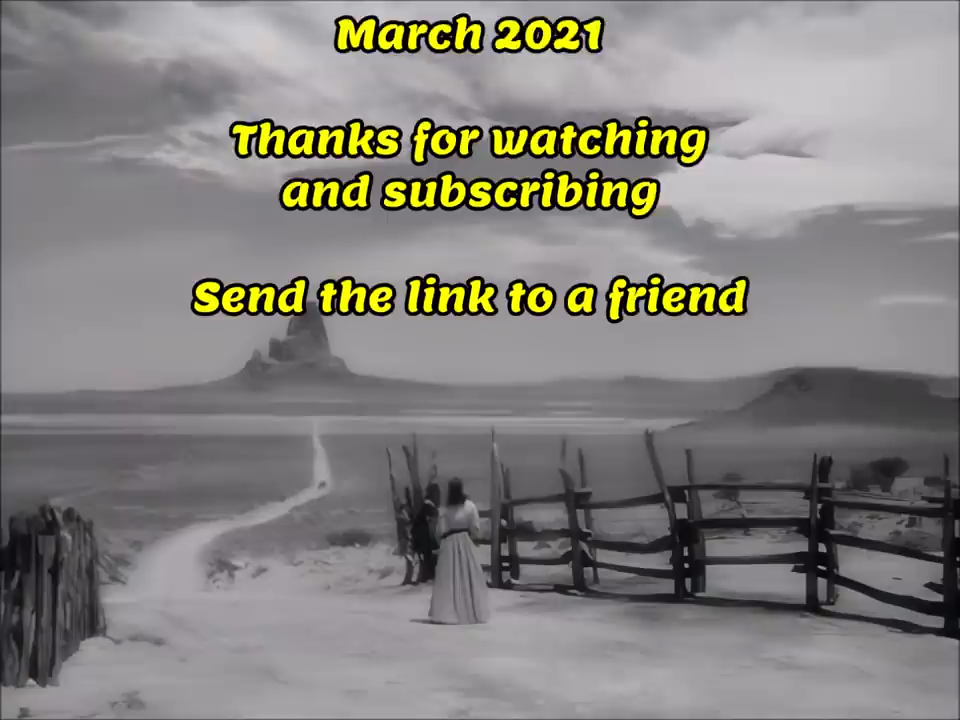 March 2021
Thanks for watching
and subscribing
Send the link to a friend